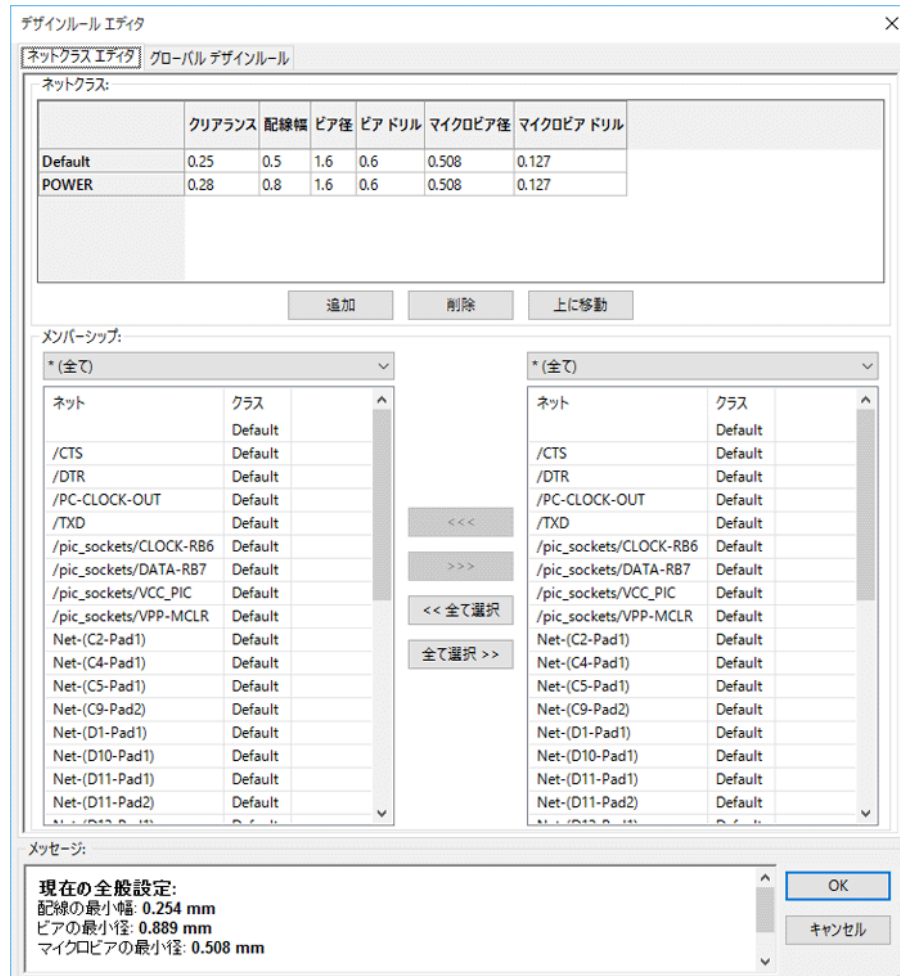 デザインルール エディタ
ネットクラス エディタ グローバル デザインルール
ネットクラス:
クリアランス 配線幅 ビア径 ビア ドリル マイクロビア径 マイクロビア ドリル
Default 0.25 0.5 1.6 0.6 0.508 0.127
POWER 0.28 0.8 1.6 0.6 0.508 0.127
追加 削除 上に移動
メンバーシップ:
* (全て) * (全て)
ネット クラス ネット クラス
Default Default
/CTS Default /CTS Default
/DTR Default /DTR Default
/PC-CLOCK-OUT Default /PC-CLOCK-OUT Default
/TXD Default <<< /TXD Default
/pic_sockets/CLOCK-RB6 Default /pic_sockets/CLOCK-RB6 Default
/pic_sockets/DATA-RB7 Default >>> /pic_sockets/DATA-RB7 Default
/pic_sockets/VCC_PIC Default /pic_sockets/VCC_PIC Default
/pic_sockets/VPP-MCLR Default << 全て選択 /pic_sockets/VPP-MCLR Default
Net-(C2-Pad1) Default Net-(C2-Pad1) Default
Net-(C4-Pad1) Default 全て選択 >> Net-(C4-Pad1) Default
Net-(C5-Pad1) Default Net-(C5-Pad1) Default
Net-(C9-Pad2) Default Net-(C9-Pad2) Default
Net-(D1-Pad1) Default Net-(D1-Pad1) Default
Net-(D10-Pad1) Default Net-(D10-Pad1) Default
Net-(D11-Pad1) Default Net-(D11-Pad1) Default
Net-(D11-Pad2) Default Net-(D11-Pad2) Default
メッセージ:
現在の全般設定:
配線の最小幅: 0.254 mm
ビアの最小径: 0.889 mm
マイクロビアの最小径: 0.508 mm
OK
キャンセル